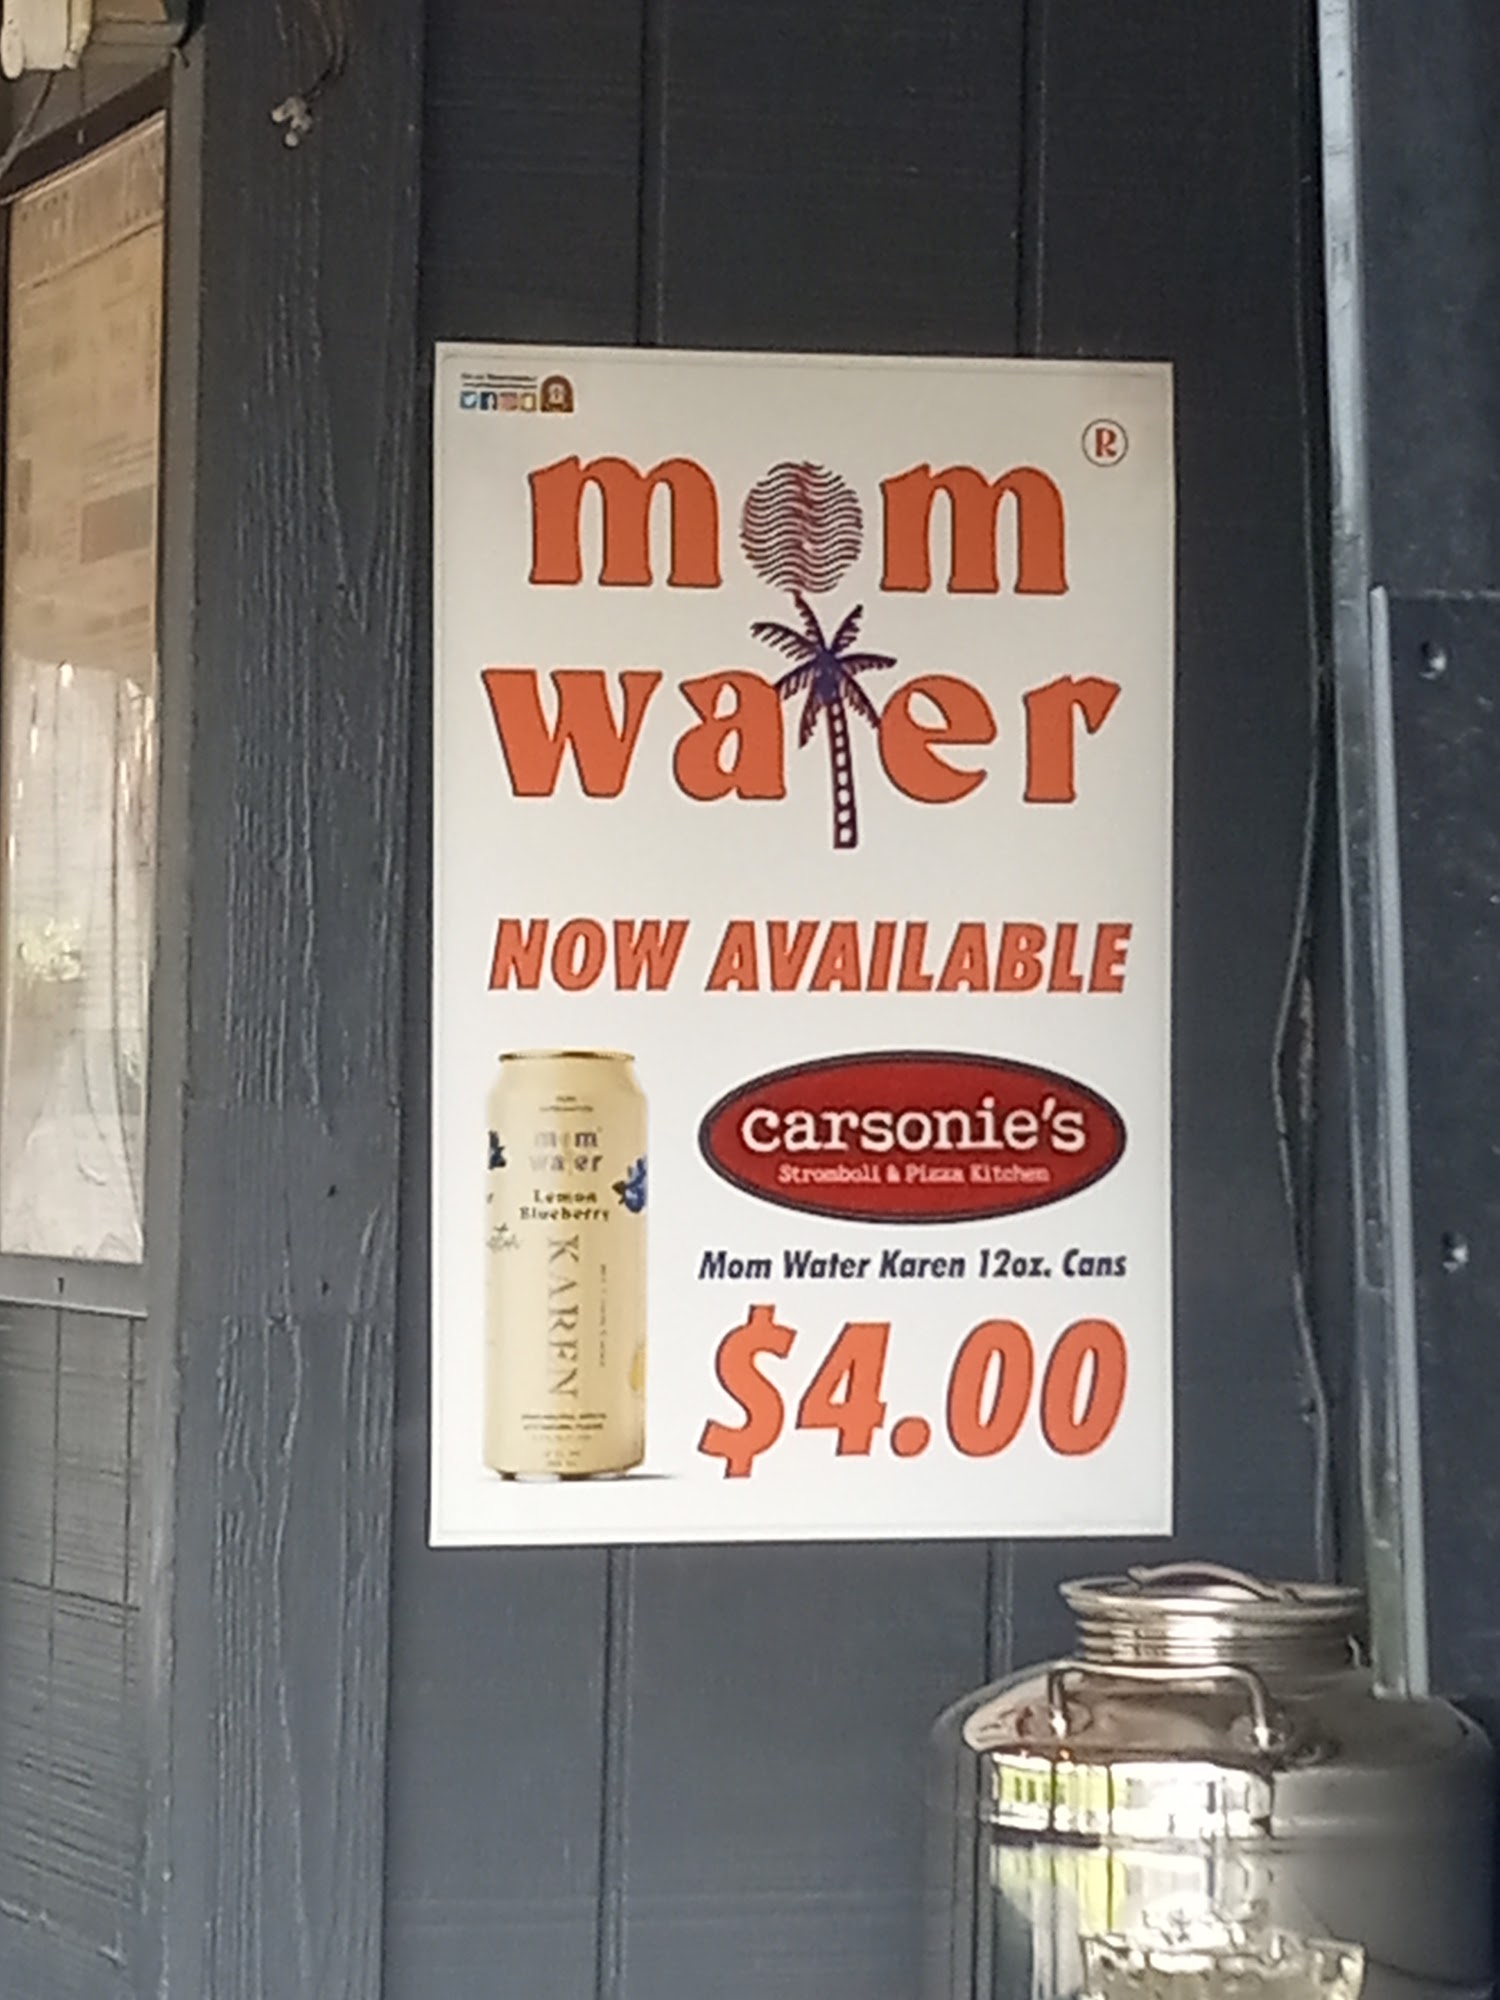 ®
mom
water
NOW AVAILABLE
carsonie's
Stromboli & Pizza Kitchen
Mom Water Karen 12oz. Cans
$4.00
mom
water
Lemon
Blueberry
KAREN